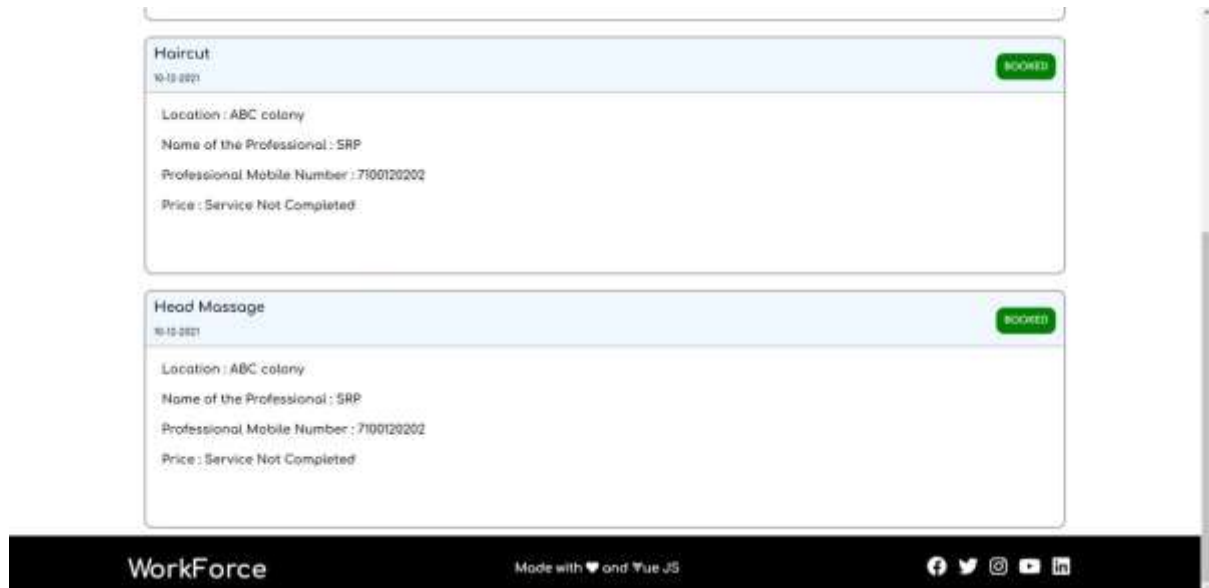 Haircut
10-12-2021
BOOKED
Location : ABC colony
Name of the Professional : SRP
Professional Mobile Number : 7100120202
Price : Service Not Completed
Head Massage
10-12-2021
BOOKED
Location : ABC colony
Name of the Professional : SRP
Professional Mobile Number : 7100120202
Price : Service Not Completed
WorkForce
Made with ♥ and Vue JS